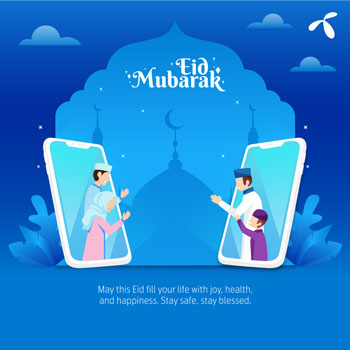 Eid
Mubarak
May this Eid fill your life with joy, health,
and happiness. Stay safe, stay blessed.